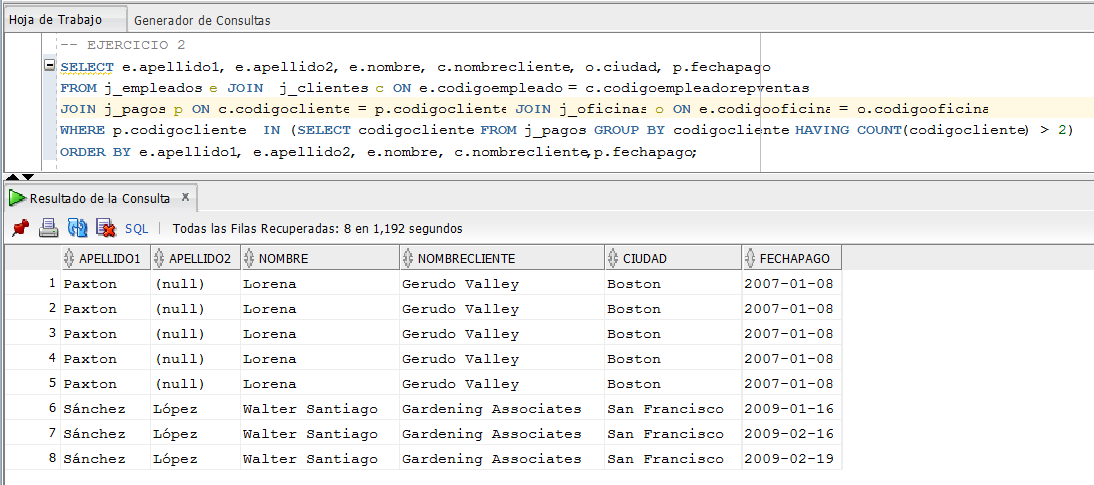 Hoja de Trabajo Generador de Consultas
-- EJERCICIO 2
SELECT e.apellido1, e.apellido2, e.nombre, c.nombrecliente, o.ciudad, p.fechapago
FROM j_empleados e JOIN j_clientes c ON e.codigoempleado = c.codigoempleadorepventas
JOIN j_pagos p ON c.codigocliente = p.codigocliente JOIN j_oficinas o ON e.codigooficina = o.codigooficina
WHERE p.codigocliente IN (SELECT codigocliente FROM j_pagos GROUP BY codigocliente HAVING COUNT(codigocliente) > 2)
ORDER BY e.apellido1, e.apellido2, e.nombre, c.nombrecliente,p.fechapago;
Resultado de la Consulta x
SQL | Todas las Filas Recuperadas: 8 en 1,192 segundos
APELLIDO1 APELLIDO2 NOMBRE NOMBRECLIENTE CIUDAD FECHAPAGO
1 Paxton (null) Lorena Gerudo Valley Boston 2007-01-08
2 Paxton (null) Lorena Gerudo Valley Boston 2007-01-08
3 Paxton (null) Lorena Gerudo Valley Boston 2007-01-08
4 Paxton (null) Lorena Gerudo Valley Boston 2007-01-08
5 Paxton (null) Lorena Gerudo Valley Boston 2007-01-08
6 Sánchez López Walter Santiago Gardening Associates San Francisco 2009-01-16
7 Sánchez López Walter Santiago Gardening Associates San Francisco 2009-02-16
8 Sánchez López Walter Santiago Gardening Associates San Francisco 2009-02-19